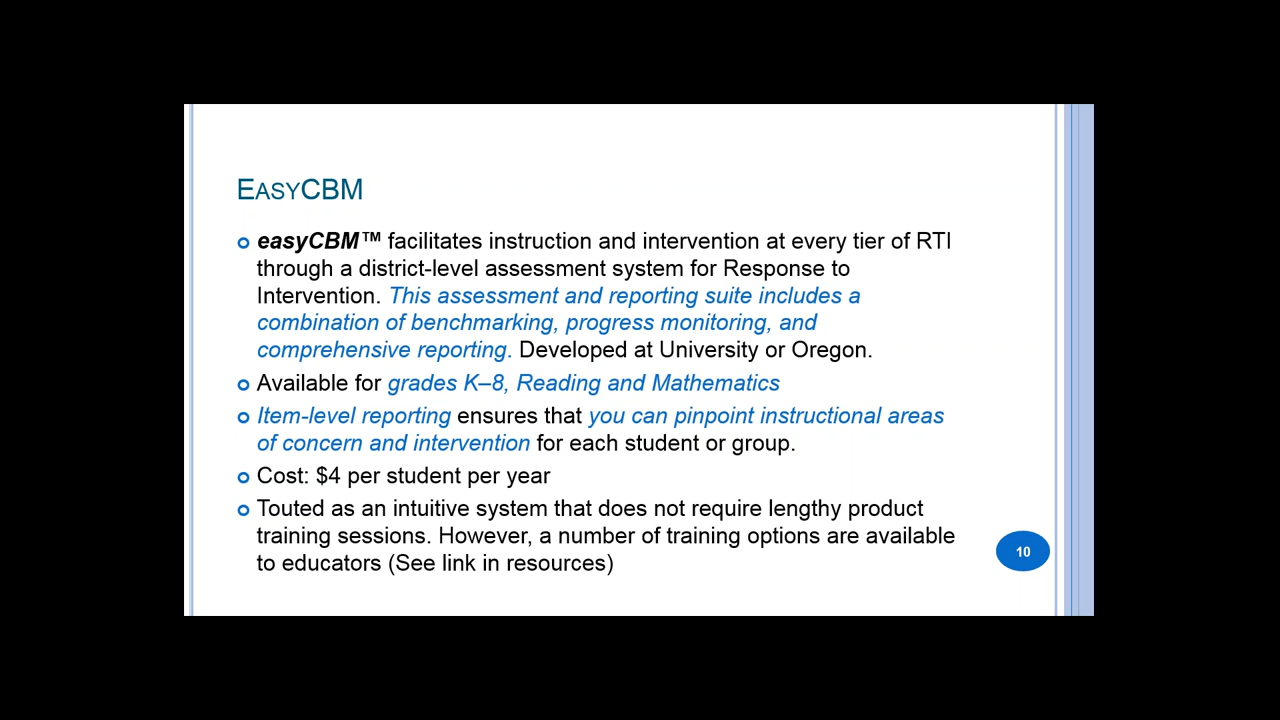 EASYCBM
easyCBM™ facilitates instruction and intervention at every tier of RTI
through a district-level assessment system for Response to
Intervention. This assessment and reporting suite includes a
combination of benchmarking, progress monitoring, and
comprehensive reporting. Developed at University or Oregon.
Available for grades K–8, Reading and Mathematics
Item-level reporting ensures that you can pinpoint instructional areas
of concern and intervention for each student or group.
Cost: $4 per student per year
Touted as an intuitive system that does not require lengthy product
training sessions. However, a number of training options are available
to educators (See link in resources)
10